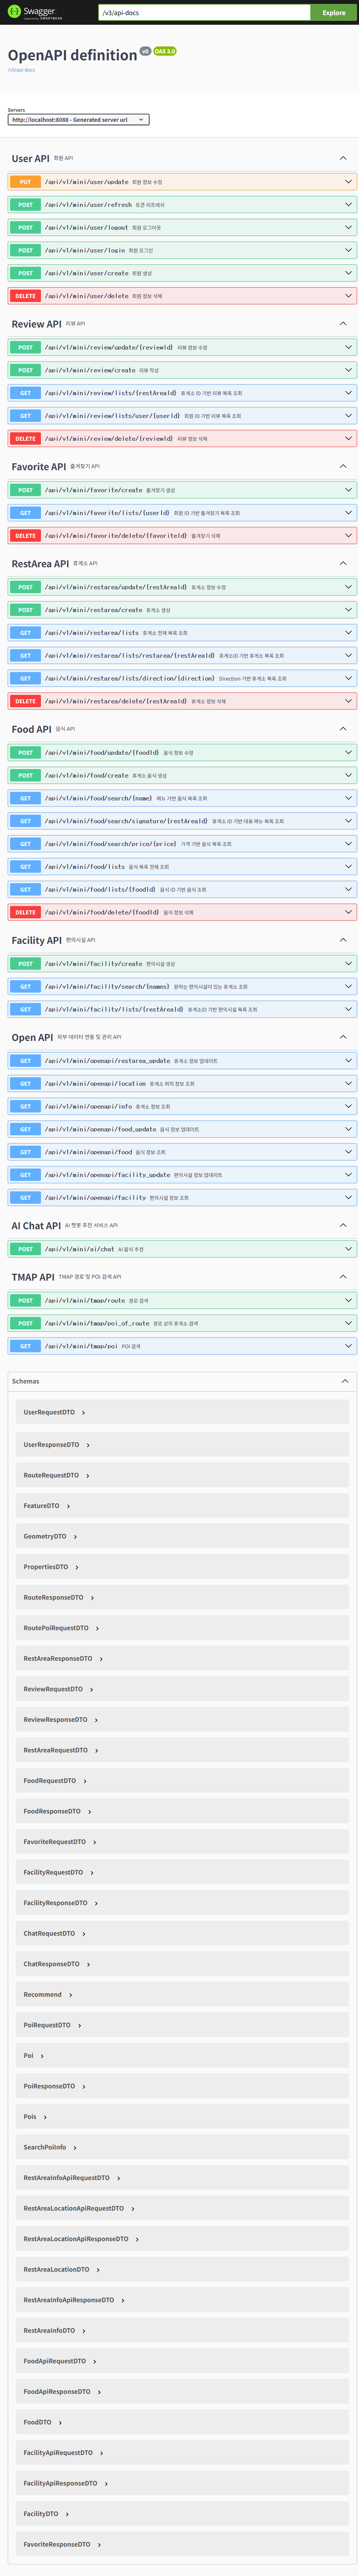 Swagger
Supported by SMARTBEAR
/v3/api-docs
Explore
OpenAPI definition v0 OAS 3.0
/v3/api-docs
Servers
http://localhost:8088 - Generated server url
User API 회원 API
PUT /api/v1/mini/user/update 회원 정보 수정
POST /api/v1/mini/user/refresh 토큰 리프레쉬
POST /api/v1/mini/user/logout 회원 로그아웃
POST /api/v1/mini/user/login 회원 로그인
POST /api/v1/mini/user/create 회원 생성
DELETE /api/v1/mini/user/delete 회원 정보 삭제
Review API 리뷰 API
POST /api/v1/mini/review/update/{reviewId} 리뷰 정보 수정
POST /api/v1/mini/review/create 리뷰 작성
GET /api/v1/mini/review/lists/{restAreaId} 휴게소 ID 기반 리뷰 목록 조회
GET /api/v1/mini/review/lists/user/{userId} 회원 ID 기반 리뷰 목록 조회
DELETE /api/v1/mini/review/delete/{reviewId} 리뷰 정보 삭제
Favorite API 즐겨찾기 API
POST /api/v1/mini/favorite/create 즐겨찾기 생성
GET /api/v1/mini/favorite/lists/{userId} 회원 ID 기반 즐겨찾기 목록 조회
DELETE /api/v1/mini/favorite/delete/{favoriteId} 즐겨찾기 삭제
RestArea API 휴게소 API
POST /api/v1/mini/restarea/update/{restAreaId} 휴게소 정보 수정
POST /api/v1/mini/restarea/create 휴게소 생성
GET /api/v1/mini/restarea/lists 휴게소 전체 목록 조회
GET /api/v1/mini/restarea/lists/restarea/{restAreaId} 휴게소ID 기반 휴게소 목록 조회
GET /api/v1/mini/restarea/lists/direction/{direction} Direction 기반 휴게소 목록 조회
DELETE /api/v1/mini/restarea/delete/{restAreaId} 휴게소 정보 삭제
Food API 음식 API
POST /api/v1/mini/food/update/{foodId} 음식 정보 수정
POST /api/v1/mini/food/create 휴게소 음식 생성
GET /api/v1/mini/food/search/{name} 메뉴 기반 음식 목록 조회
GET /api/v1/mini/food/search/signature/{restAreaId} 휴게소 ID 기반 대표 메뉴 목록 조회
GET /api/v1/mini/food/search/price/{price} 가격 기반 음식 목록 조회
GET /api/v1/mini/food/lists 음식 목록 전체 조회
GET /api/v1/mini/food/lists/{foodId} 음식 ID 기반 음식 조회
DELETE /api/v1/mini/food/delete/{foodId} 음식 정보 삭제
Facility API 편의시설 API
POST /api/v1/mini/facility/create 편의시설 생성
GET /api/v1/mini/facility/search/{names} 원하는 편의시설이 있는 휴게소 조회
GET /api/v1/mini/facility/lists/{restAreaId} 휴게소ID 기반 편의시설 목록 조회
Open API 외부 데이터 연동 및 관리 API
GET /api/v1/mini/openapi/restarea_update 휴게소 정보 업데이트
GET /api/v1/mini/openapi/location 휴게소 위치 정보 조회
GET /api/v1/mini/openapi/info 휴게소 정보 조회
GET /api/v1/mini/openapi/food_update 음식 정보 업데이트
GET /api/v1/mini/openapi/food 음식 정보 조회
GET /api/v1/mini/openapi/facility_update 편의시설 정보 업데이트
GET /api/v1/mini/openapi/facility 편의시설 정보 조회
AI Chat API AI 챗봇 추천 서비스 API
POST /api/v1/mini/ai/chat AI 음식 추천
TMAP API TMAP 경로 및 POI 검색 API
POST /api/v1/mini/tmap/route 경로 검색
POST /api/v1/mini/tmap/poi_of_route 경로 상의 휴게소 검색
GET /api/v1/mini/tmap/poi POI 검색
Schemas
UserRequestDTO
UserResponseDTO
RouteRequestDTO
FeatureDTO
GeometryDTO
PropertiesDTO
RouteResponseDTO
RoutePoiRequestDTO
RestAreaResponseDTO
ReviewRequestDTO
ReviewResponseDTO
RestAreaRequestDTO
FoodRequestDTO
FoodResponseDTO
FavoriteRequestDTO
FacilityRequestDTO
FacilityResponseDTO
ChatRequestDTO
ChatResponseDTO
Recommend
PoiRequestDTO
Poi
PoiResponseDTO
Pois
SearchPoiInfo
RestAreaInfoApiRequestDTO
RestAreaLocationApiRequestDTO
RestAreaLocationApiResponseDTO
RestAreaLocationDTO
RestAreaInfoApiResponseDTO
RestAreaInfoDTO
FoodApiRequestDTO
FoodApiResponseDTO
FoodDTO
FacilityApiRequestDTO
FacilityApiResponseDTO
FacilityDTO
FavoriteResponseDTO